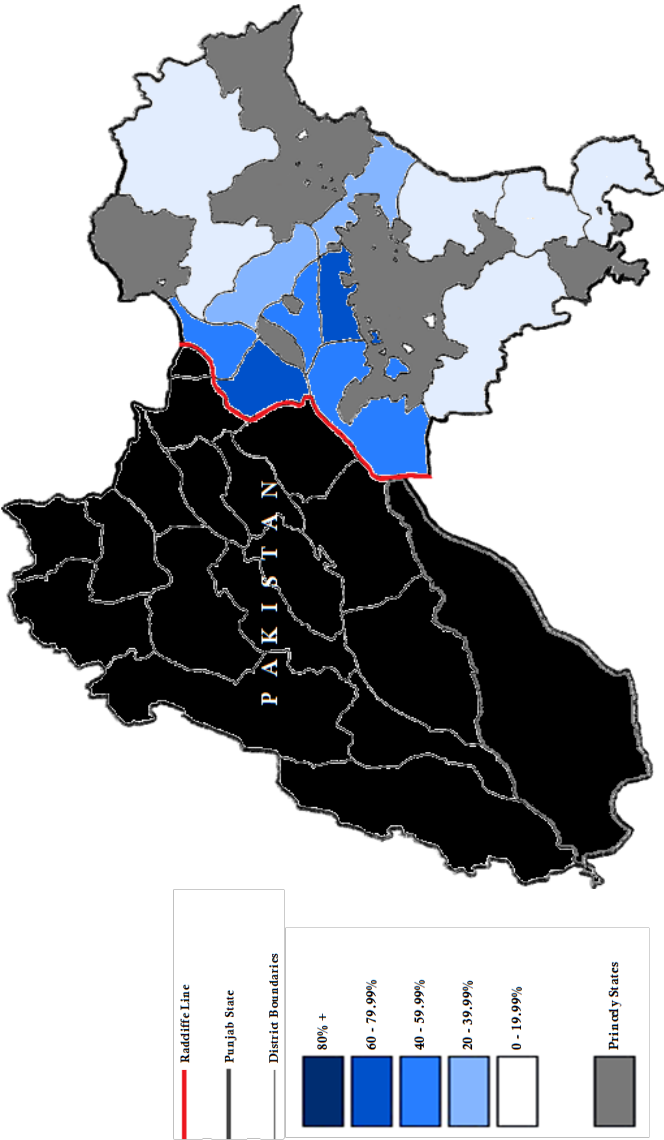 Radcliffe Line
Punjab State
District Boundaries
PAKISTAN
80% +
60 - 79.99%
40 - 59.99%
20 - 39.99%
0 - 19.99%
Princely States